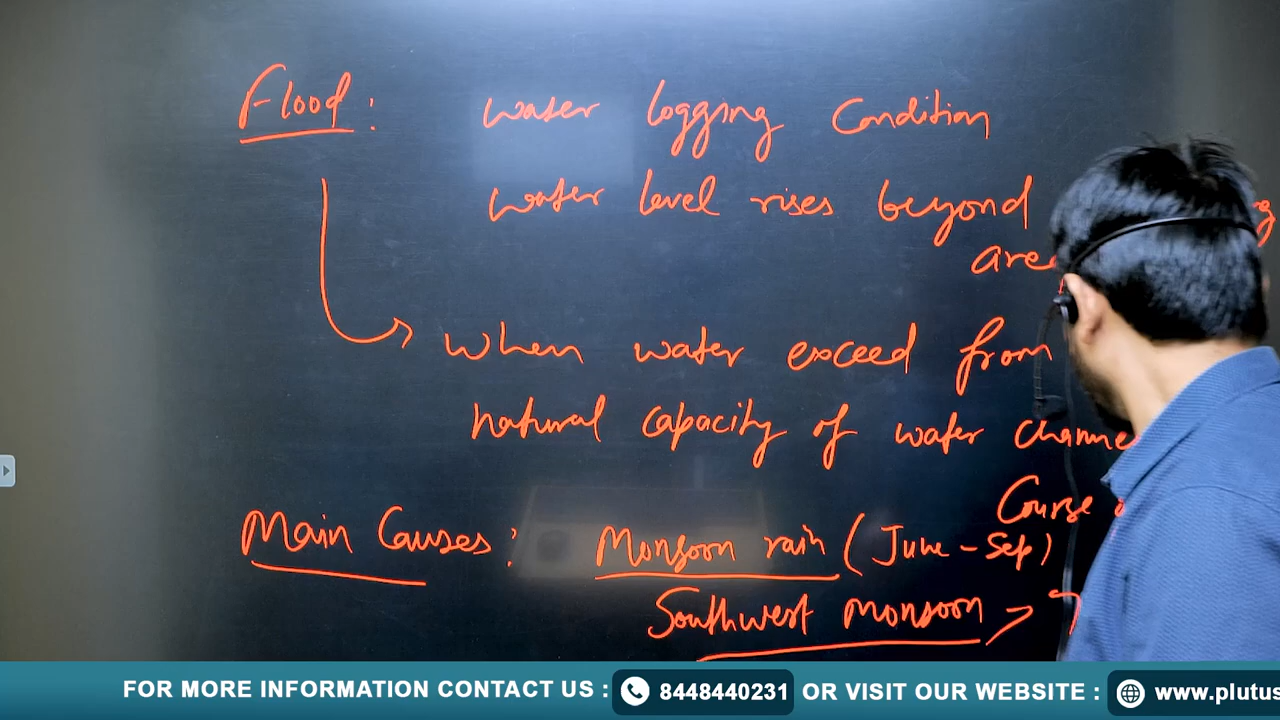 Flood : water logging condition
water level rises beyond
area
when water exceed from
natural capacity of water channe
Course
Main Causes : Monsoon rain (June - Sep)
Southwest monsoon >
FOR MORE INFORMATION CONTACT US : 8448440231 OR VISIT OUR WEBSITE : www.plutus